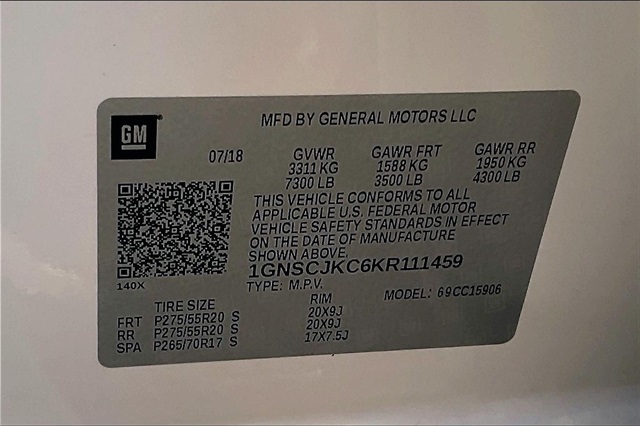 GM
MFD BY GENERAL MOTORS LLC
07/18 GVWR GAWR FRT GAWR RR
3311 KG 1588 KG 1950 KG
7300 LB 3500 LB 4300 LB
THIS VEHICLE CONFORMS TO ALL
APPLICABLE U.S. FEDERAL MOTOR
VEHICLE SAFETY STANDARDS IN EFFECT
ON THE DATE OF MANUFACTURE
SHOWN ABOVE.
1GNSCJKC6KR111459
140X TYPE: M.P.V. MODEL: 69CC15906
TIRE SIZE RIM
FRT P275/55R20 S 20X9J
RR P275/55R20 S 20X9J
SPA P265/70R17 S 17X7.5J